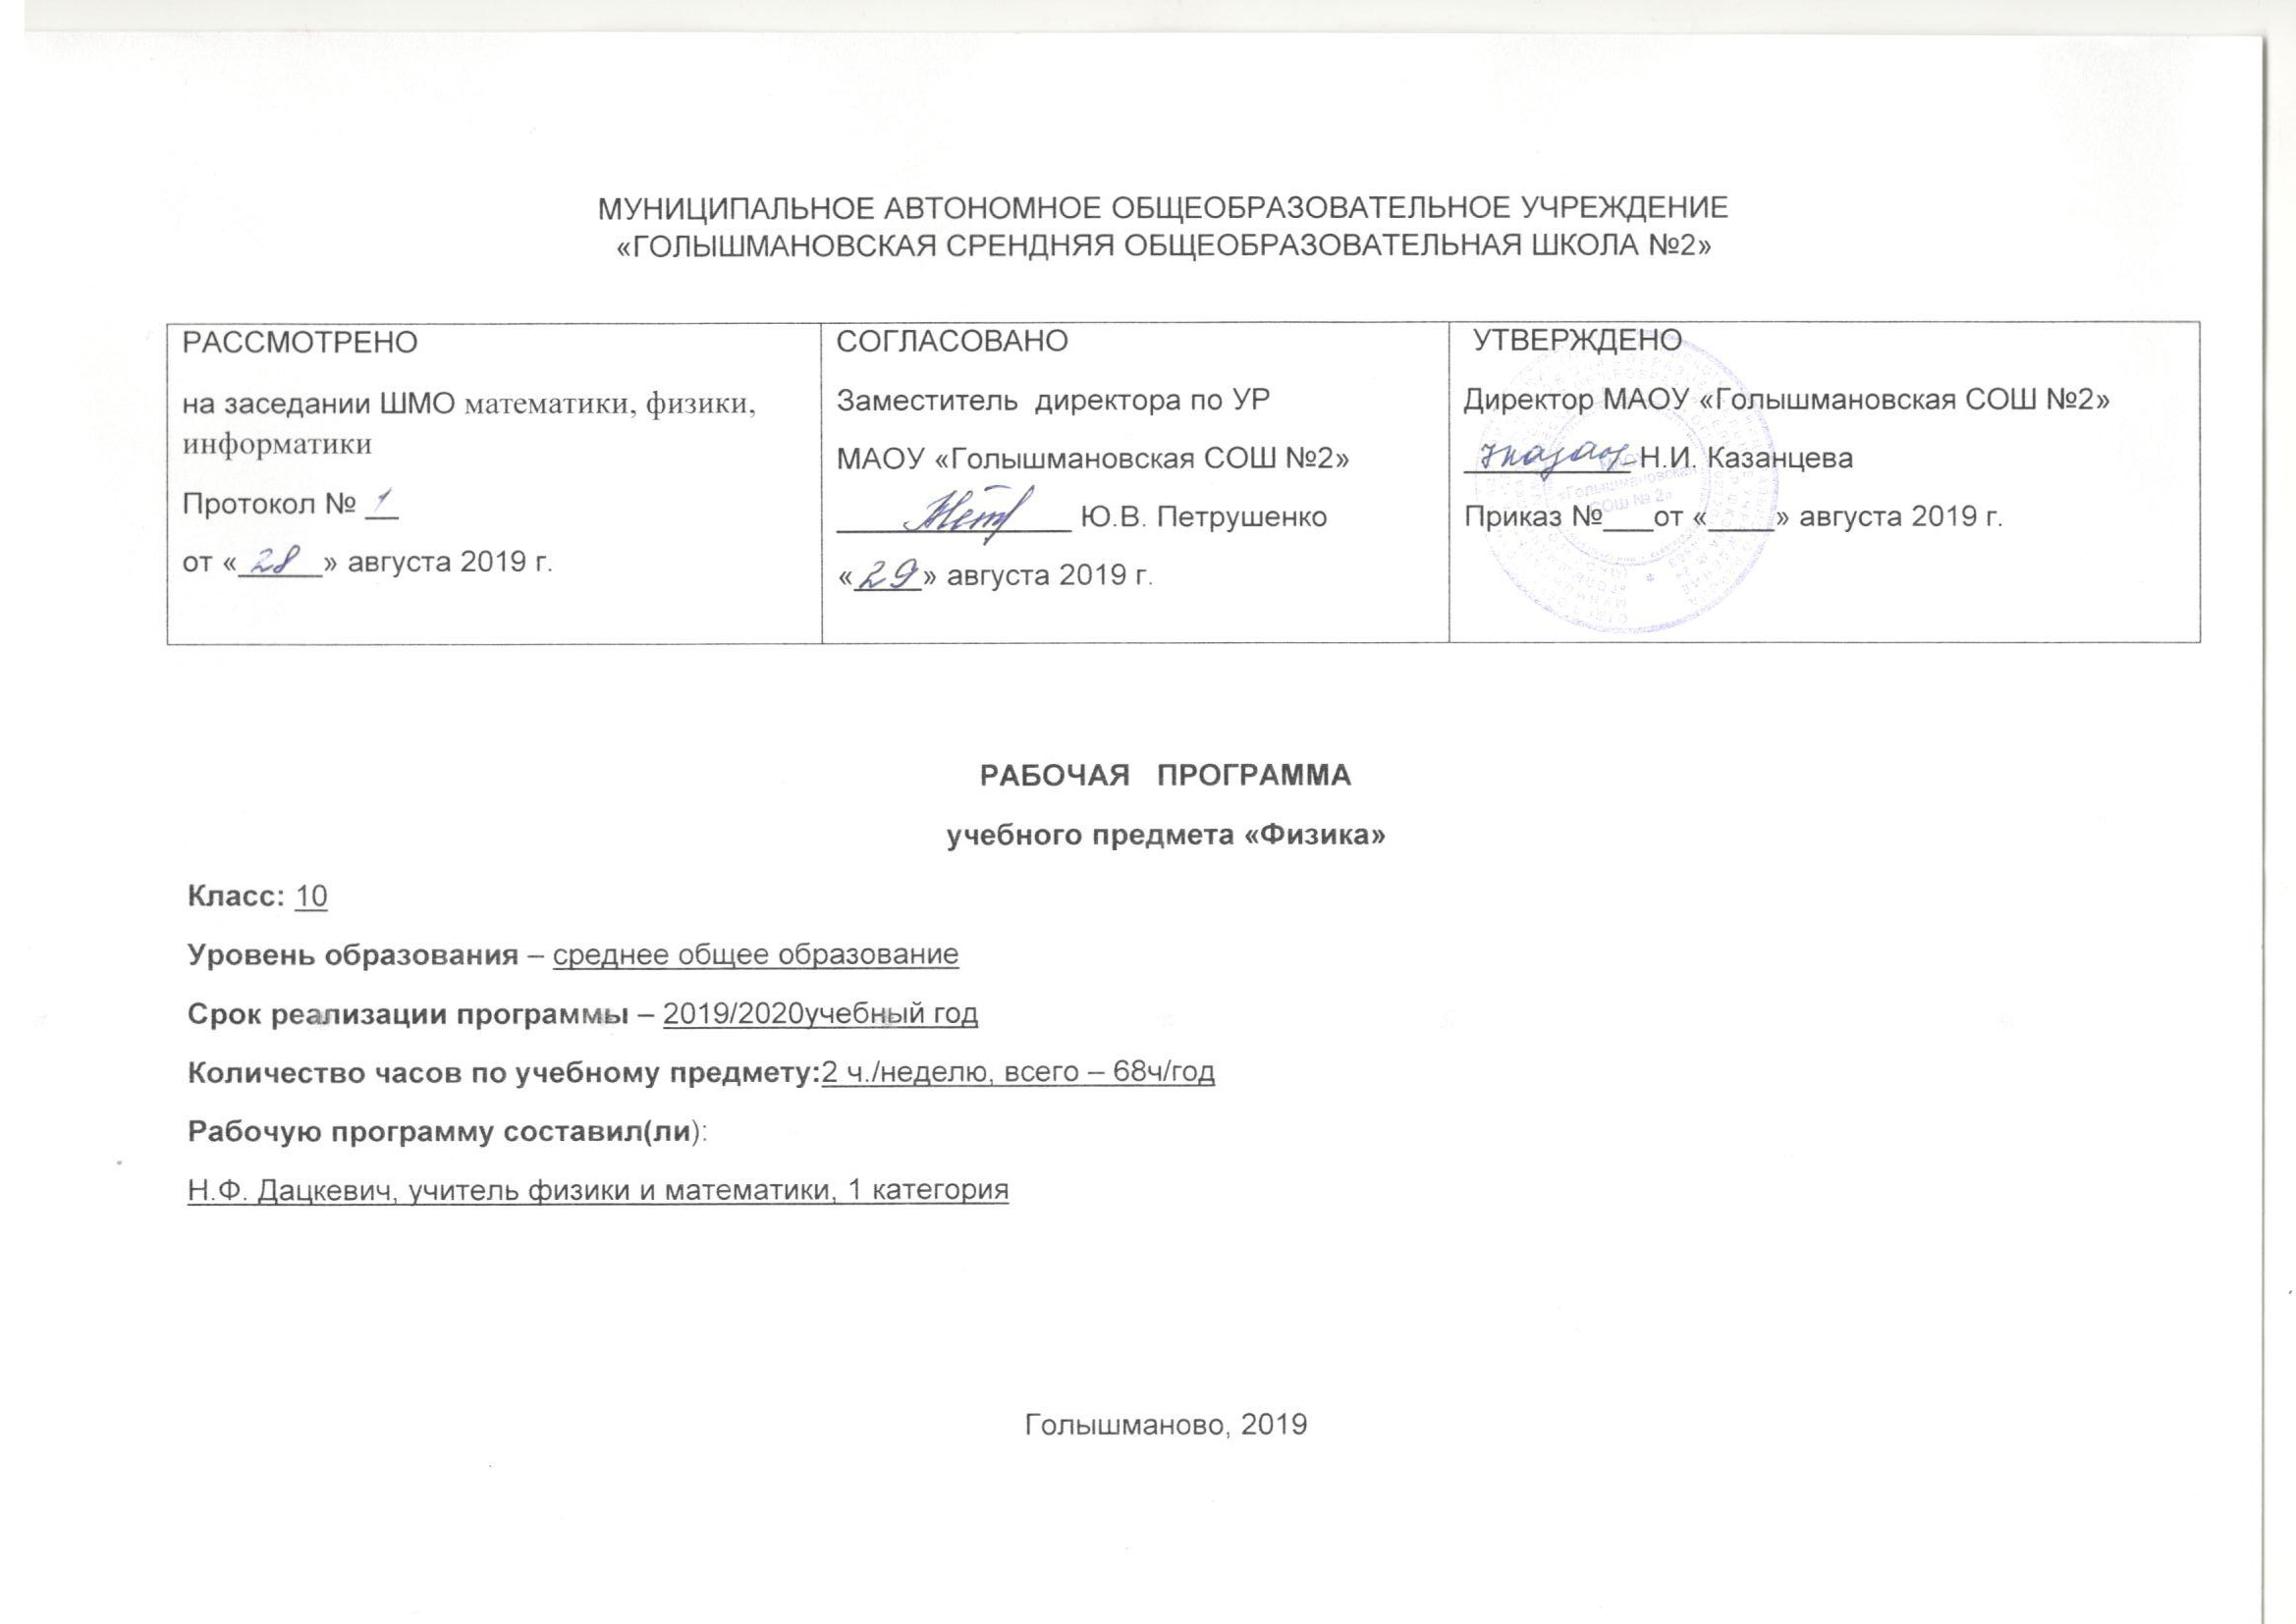 МУНИЦИПАЛЬНОЕ АВТОНОМНОЕ ОБЩЕОБРАЗОВАТЕЛЬНОЕ УЧРЕЖДЕНИЕ
«ГОЛЫШМАНОВСКАЯ СРЕНДНЯЯ ОБЩЕОБРАЗОВАТЕЛЬНАЯ ШКОЛА №2»
РАССМОТРЕНО
на заседании ШМО математики, физики,
информатики
Протокол № 1
от «28» августа 2019 г.
СОГЛАСОВАНО
Заместитель директора по УР
МАОУ «Голышмановская СОШ №2»
Ю.В. Петрушенко
«29» августа 2019 г.
УТВЕРЖДЕНО
Директор МАОУ «Голышмановская СОШ №2»
Н.И. Казанцева
Приказ №___от «____» августа 2019 г.
«Голышмановская
СОШ № 2»
РАБОЧАЯ ПРОГРАММА
учебного предмета «Физика»
Класс: 10
Уровень образования – среднее общее образование
Срок реализации программы – 2019/2020учебный год
Количество часов по учебному предмету:2 ч./неделю, всего – 68ч/год
Рабочую программу составил(ли):
Н.Ф. Дацкевич, учитель физики и математики, 1 категория
Голышманово, 2019